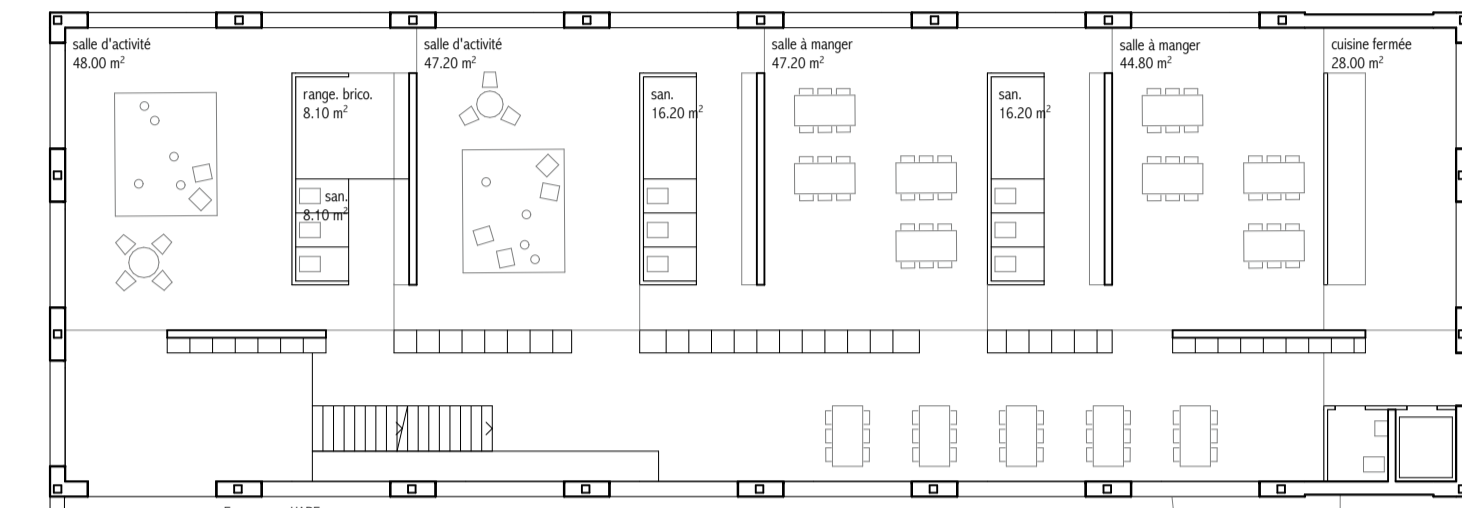 salle d'activité
48.00 m²
range. brico.
8.10 m²
san.
8.10 m²
salle d'activité
47.20 m²
san.
16.20 m²
salle à manger
47.20 m²
san.
16.20 m²
salle à manger
44.80 m²
cuisine fermée
28.00 m²